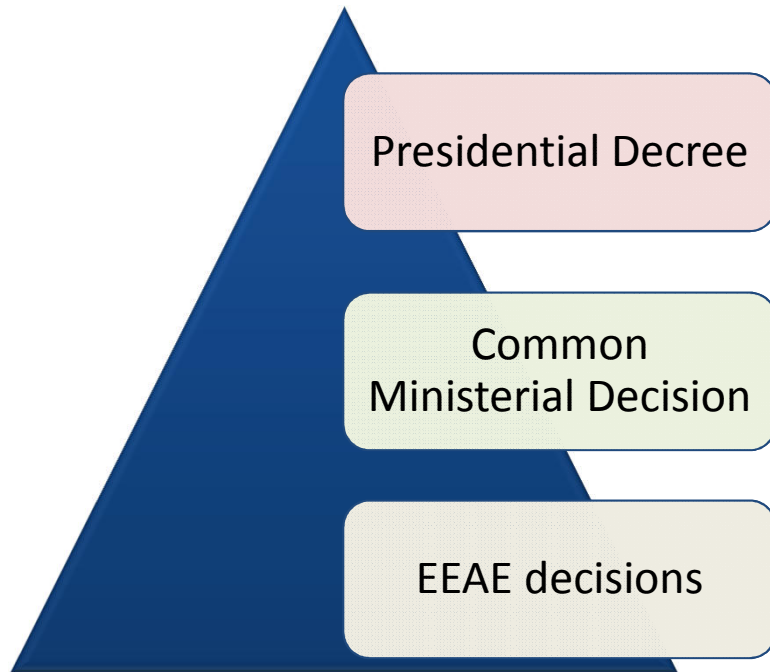 Presidential Decree
Common
Ministerial Decision
EEAE decisions